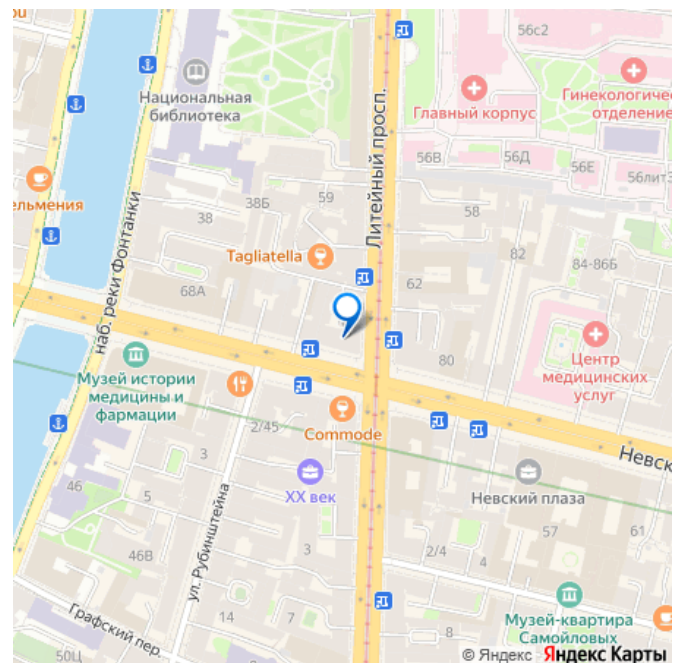 56с2
Национальная
библиотека
Главный корпус
Гинекологичес
отделение
Литейный просп.
56В
56Д
56Е
56лит
ельмения
59
38Б
38
58
наб. реки Фонтанки
Tagliatella
82
84-86Б
68А
62
Центр
медицинских
услуг
80
Музей истории
медицины и
фармации
Commode
2/45
Невск
3
XX век
Невский плаза
46
5
57
61
ул. Рубинштейна
46В
3
2/4
4
Графский пер.
14
7
Музей-квартира
Самойловых
8
50Ц
© Яндекс Яндекс Карты